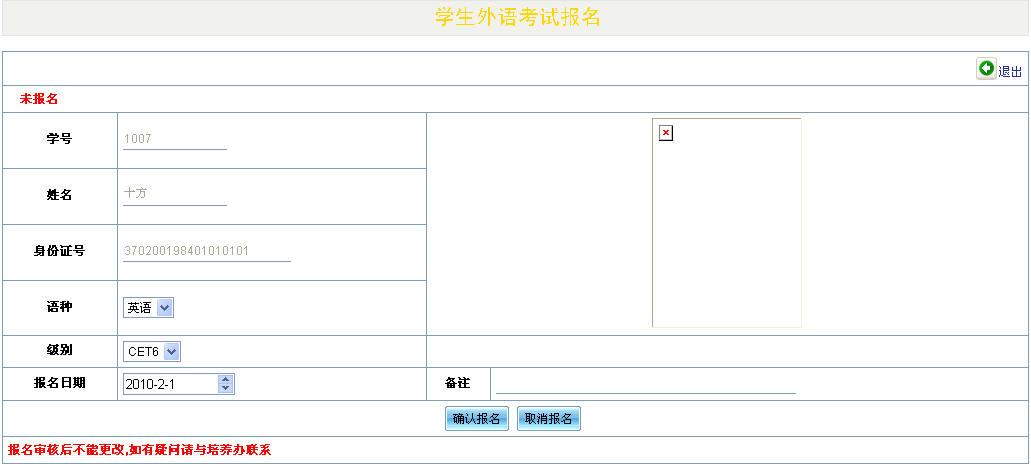 学生外语考试报名
退出
未报名
学号 1007
姓名 十方
身份证号 370200198401010101
语种 英语
级别 CET6
报名日期 2010-2-1 备注
确认报名 取消报名
报名审核后不能更改,如有疑问请与培养办联系